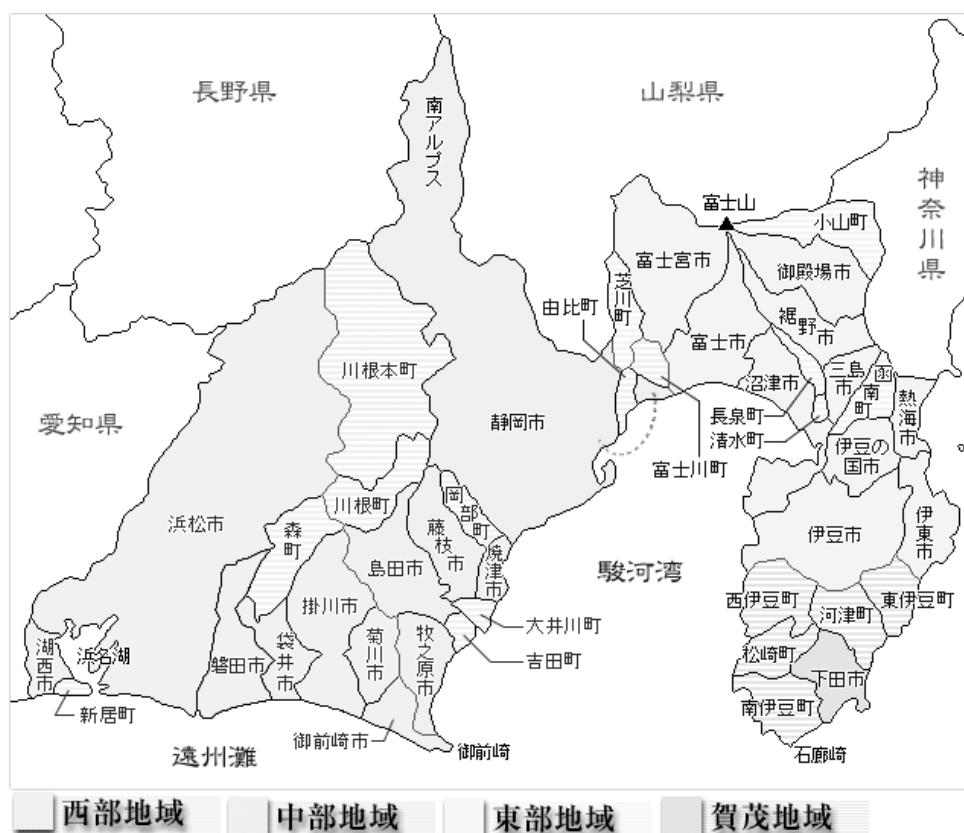 長野県
山梨県
神奈川県
愛知県
南アルプス
富士山
小山町
富士宮市
御殿場市
芝川町
由比町
裾野市
富士市
川根本町
沼津市
三島市
函南町
熱海市
長泉町
清水町
静岡市
伊豆の国市
富士川町
川根町
岡部町
浜松市
森町
藤枝市
焼津市
伊豆市
伊東市
島田市
駿河湾
掛川市
西伊豆町
東伊豆町
河津町
大井川町
湖西市
浜名湖
磐田市
袋井市
菊川市
牧之原市
吉田町
松崎町
下田市
新居町
南伊豆町
御前崎市
御前崎
遠州灘
石廊崎
西部地域
中部地域
東部地域
賀茂地域